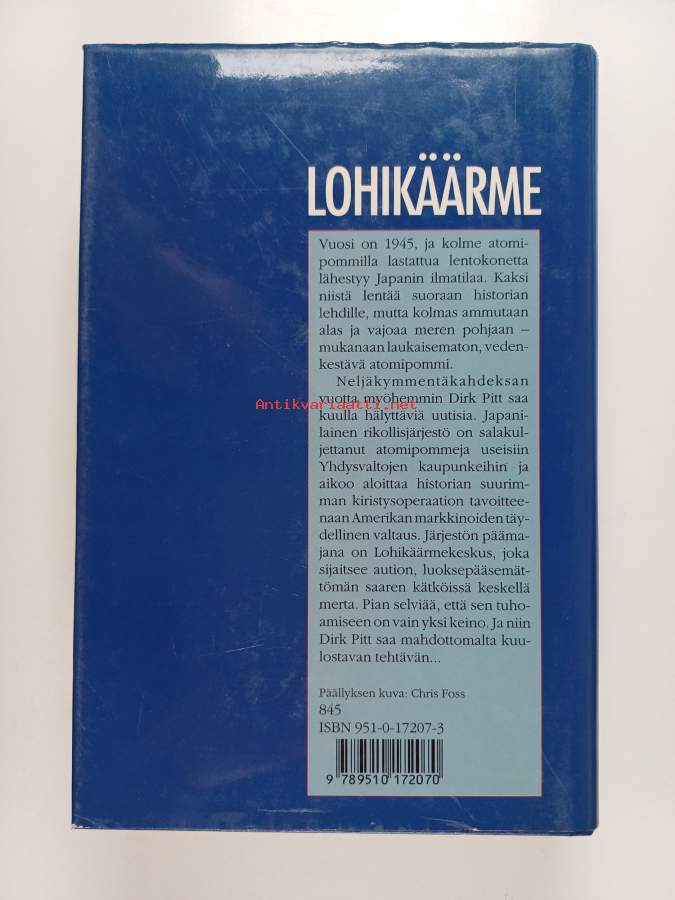 LOHIKÄÄRME
Vuosi on 1945, ja kolme atomi-
pommilla lastattua lentokonetta
lähestyy Japanin ilmatilaa. Kaksi
niistä lentää suoraan historian
lehdille, mutta kolmas ammutaan
alas ja vajoaa meren pohjaan –
mukanaan laukaisematon, veden-
kestävä atomipommi.
Neljäkymmentäkahdeksan
vuotta myöhemmin Dirk Pitt saa
Antikvariaatti.net
kuulla hälyttäviä uutisia. Japani-
lainen rikollisjärjestö on salakul-
jettanut atomipommeja useisiin
Yhdysvaltojen kaupunkeihin ja
aikoo aloittaa historian suurim-
man kiristysoperaation tavoittee-
naan Amerikan markkinoiden täy-
dellinen valtaus. Järjestön pääma-
jana on Lohikäärmekeskus, joka
sijaitsee aution, luoksepääsemät-
tömän saaren kätköissä keskellä
merta. Pian selviää, että sen tuho-
amiseen on vain yksi keino. Ja niin
Dirk Pitt saa mahdottomalta kuu-
lostavan tehtävän...
Päällyksen kuva: Chris Foss
845
ISBN 951-0-17207-3
9 789510 172070